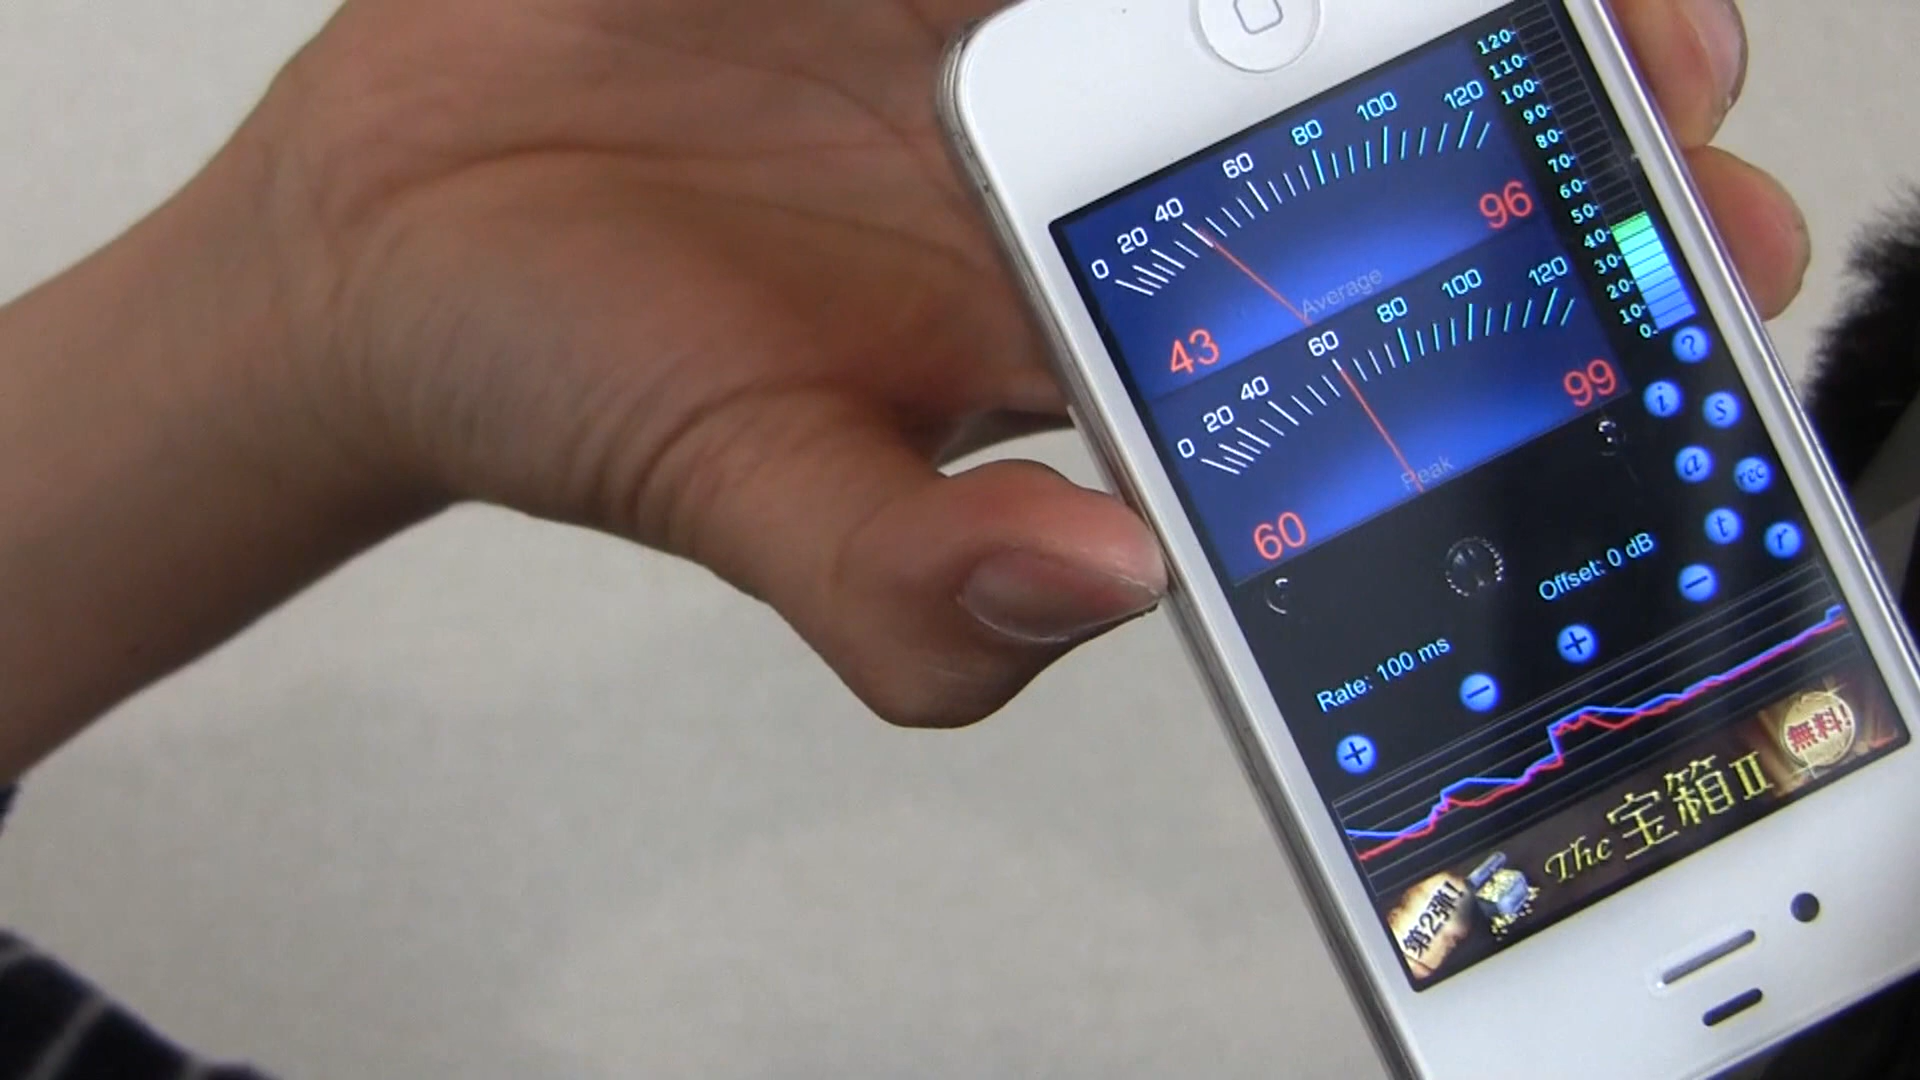 0 20 40 60 80 100 120
Average
43
96
0 20 40 60 80 100 120
Peak
60
99
120-
110-
100-
90-
80-
70-
60-
50-
40-
30-
20-
10-
0-
?
i
s
a
rec
t
r
Offset: 0 dB
+
−
Rate: 100 ms
+
−
第2弾!
The 宝箱 II
無料!